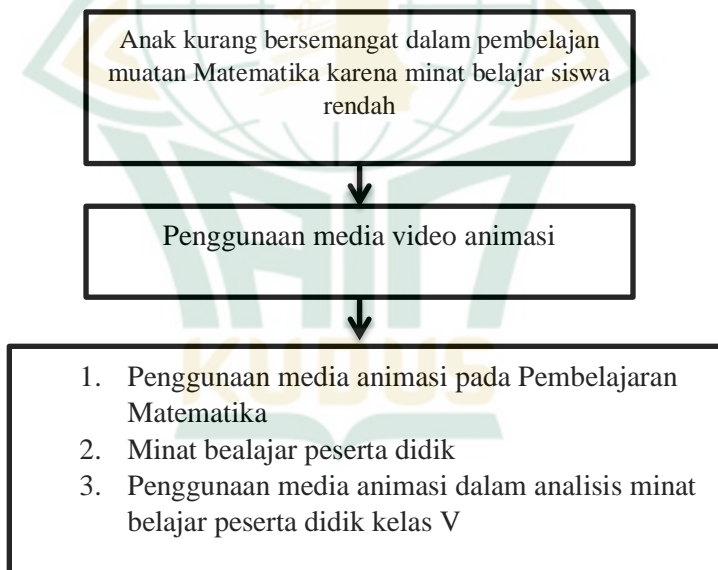 Anak kurang bersemangat dalam pembelajan
muatan Matematika karena minat belajar siswa
rendah
Penggunaan media video animasi
1. Penggunaan media animasi pada Pembelajaran
Matematika
2. Minat bealajar peserta didik
3. Penggunaan media animasi dalam analisis minat
belajar peserta didik kelas V
KUDUS